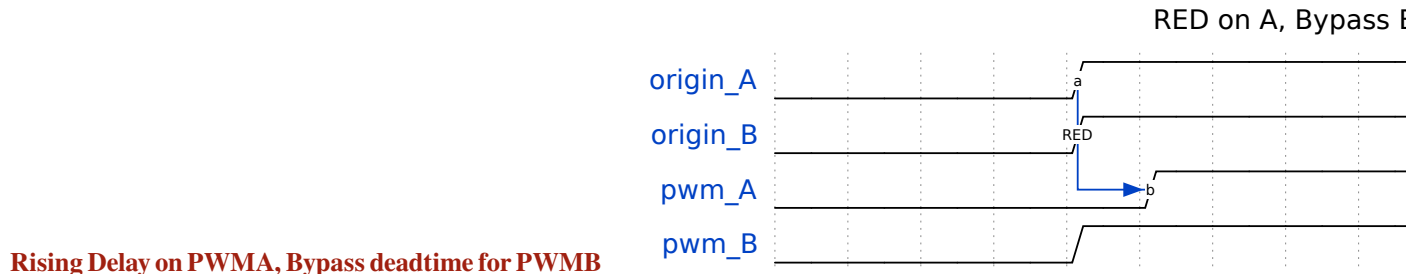 RED on A, Bypass
origin_A
a
origin_B
RED
pwm_A
b
pwm_B
Rising Delay on PWMA, Bypass deadtime for PWMB